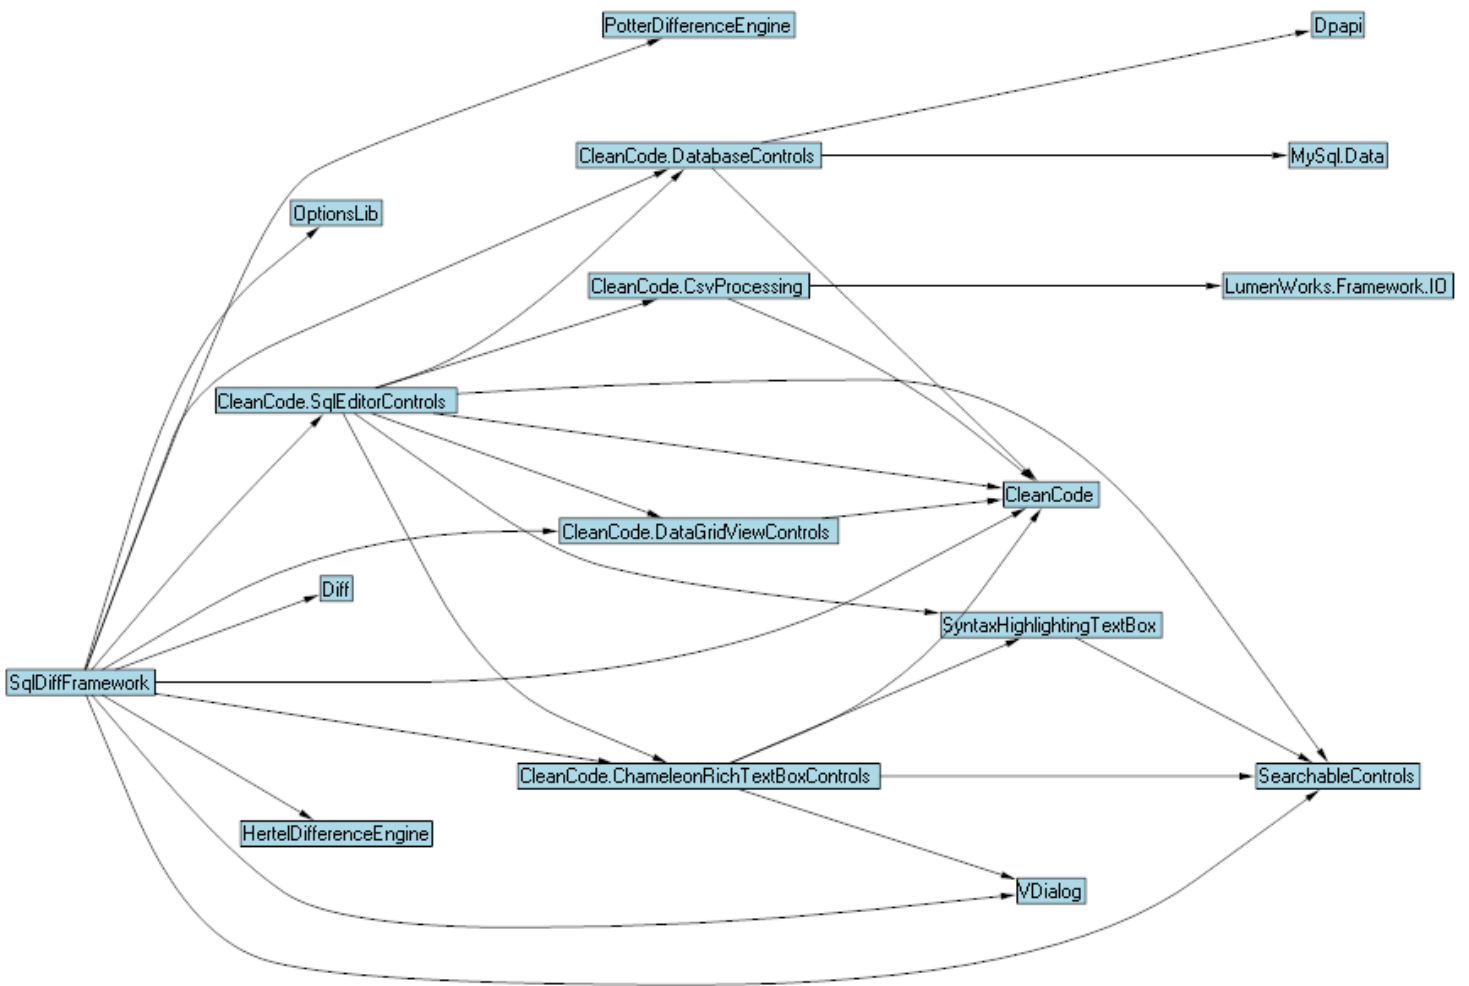 PotterDifferenceEngine
Dpapi
CleanCode.DatabaseControls
MySql.Data
OptionsLib
CleanCode.CsvProcessing
LumenWorks.Framework.IO
CleanCode.SqlEditorControls
CleanCode
CleanCode.DataGridViewControls
Diff
SyntaxHighlightingTextBox
SqlDiffFramework
CleanCode.ChameleonRichTextBoxControls
SearchableControls
HertelDifferenceEngine
VDialog